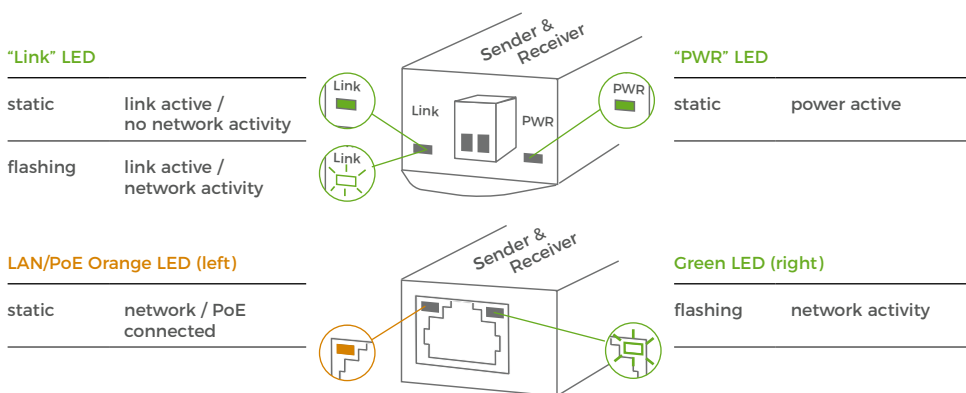 “Link” LED
static link active /
no network activity
flashing link active /
network activity
Sender &
Receiver
Link
Link
Link
PWR
PWR
“PWR” LED
static power active
LAN/PoE Orange LED (left)
static network / PoE
connected
Sender &
Receiver
Green LED (right)
flashing network activity